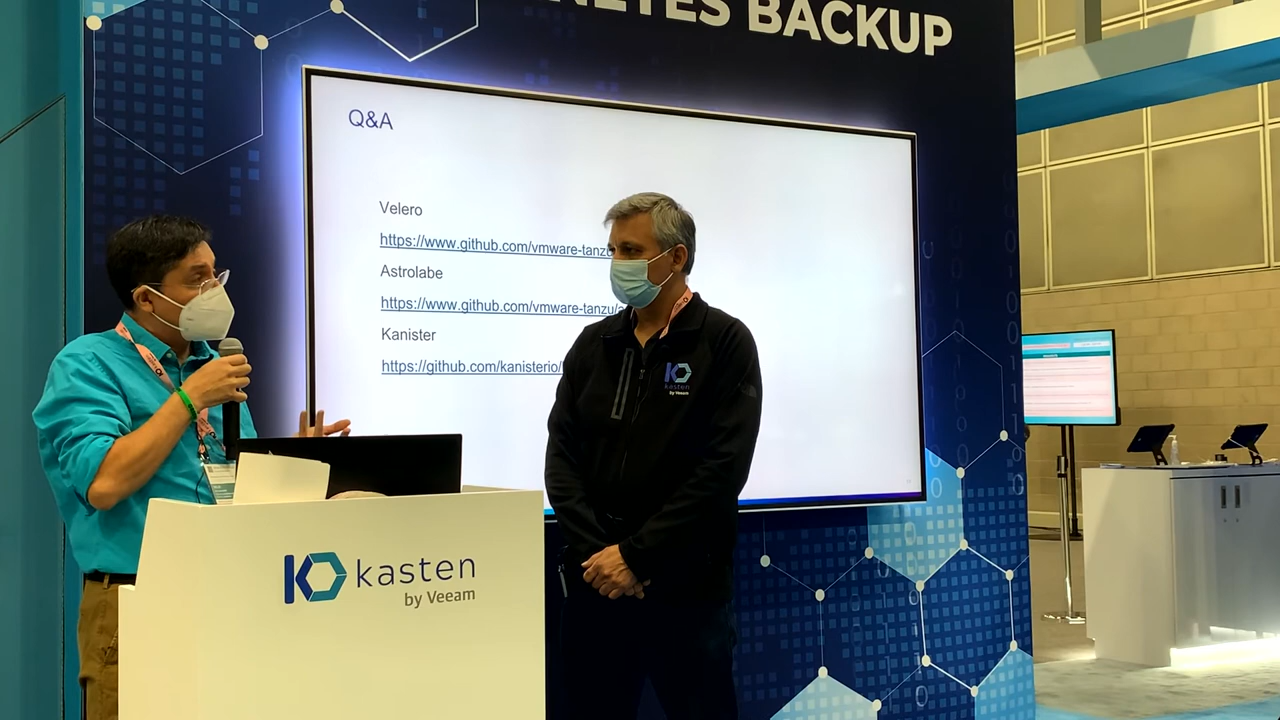 BACKUP
Q&A
Velero
https://www.github.com/vmware-tanzu
Astrolabe
https://www.github.com/vmware-tanzu/
Kanister
https://github.com/kanisterio/
kasten
by Veeam
kasten
by Veeam